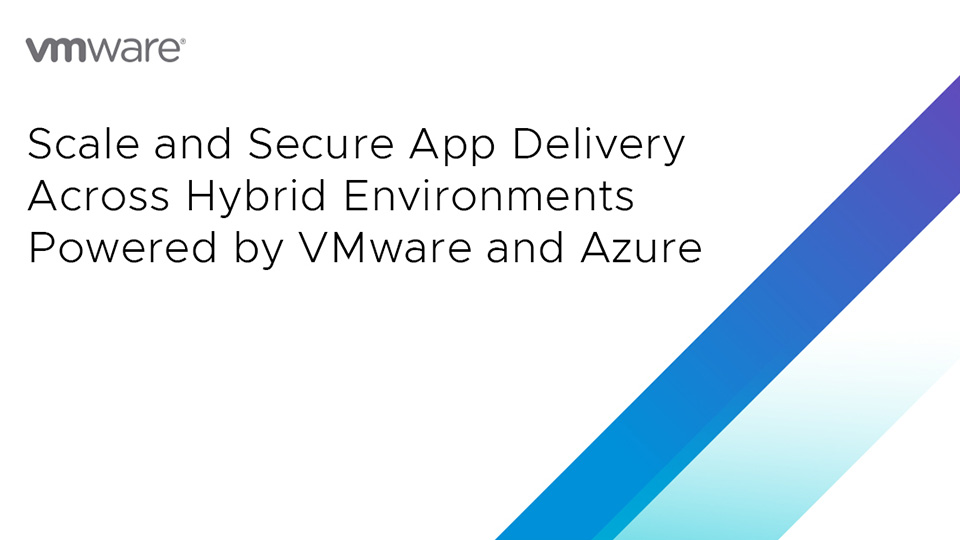 vmware®
Scale and Secure App Delivery
Across Hybrid Environments
Powered by VMware and Azure